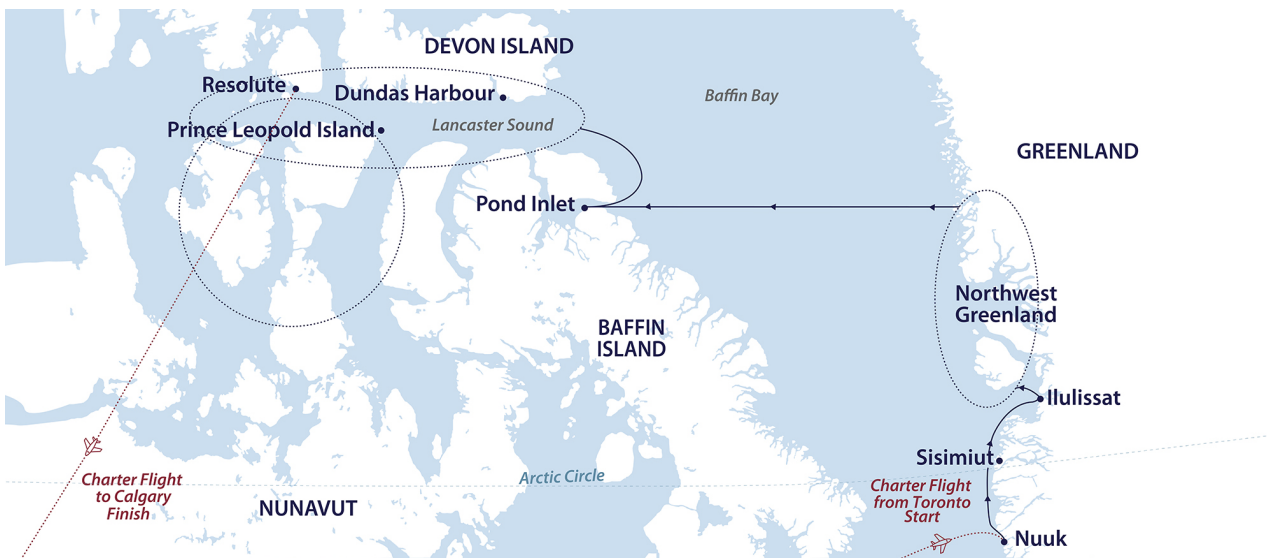 DEVON ISLAND
Resolute
Dundas Harbour
Baffin Bay
Prince Leopold Island
Lancaster Sound
GREENLAND
Pond Inlet
Northwest
Greenland
BAFFIN
ISLAND
Ilulissat
Sisimiut
Arctic Circle
Charter Flight
to Calgary
Finish
Charter Flight
from Toronto
Start
NUNAVUT
Nuuk